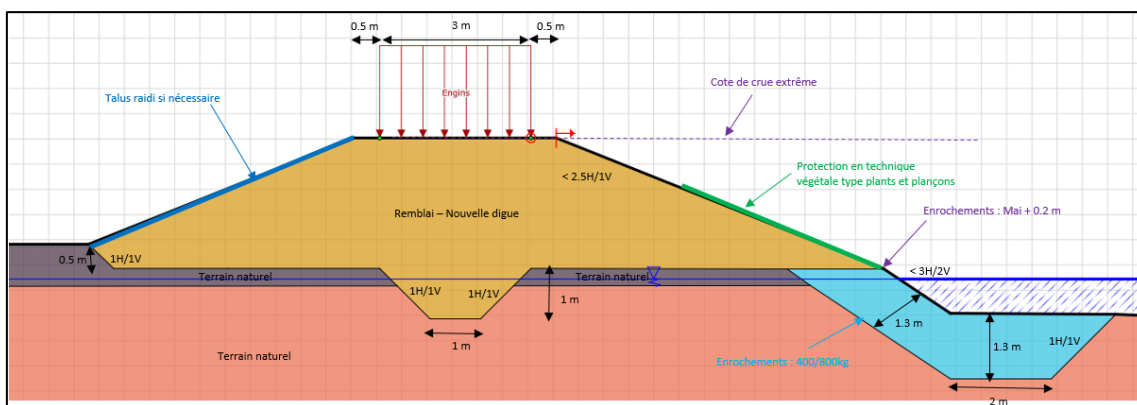 0.5 m
3 m
0.5 m
Engins
Cote de crue extrême
Talus raidi si nécessaire
Protection en technique
végétale type plants et plançons
< 2.5H/1V
Remblai – Nouvelle digue
Enrochements : Mai + 0.2 m
0.5 m
1H/1V
< 3H/2V
Terrain naturel
Terrain naturel
1H/1V
1H/1V
1 m
1.3 m
1.3 m
1H/1V
1 m
Terrain naturel
Enrochements : 400/800kg
2 m